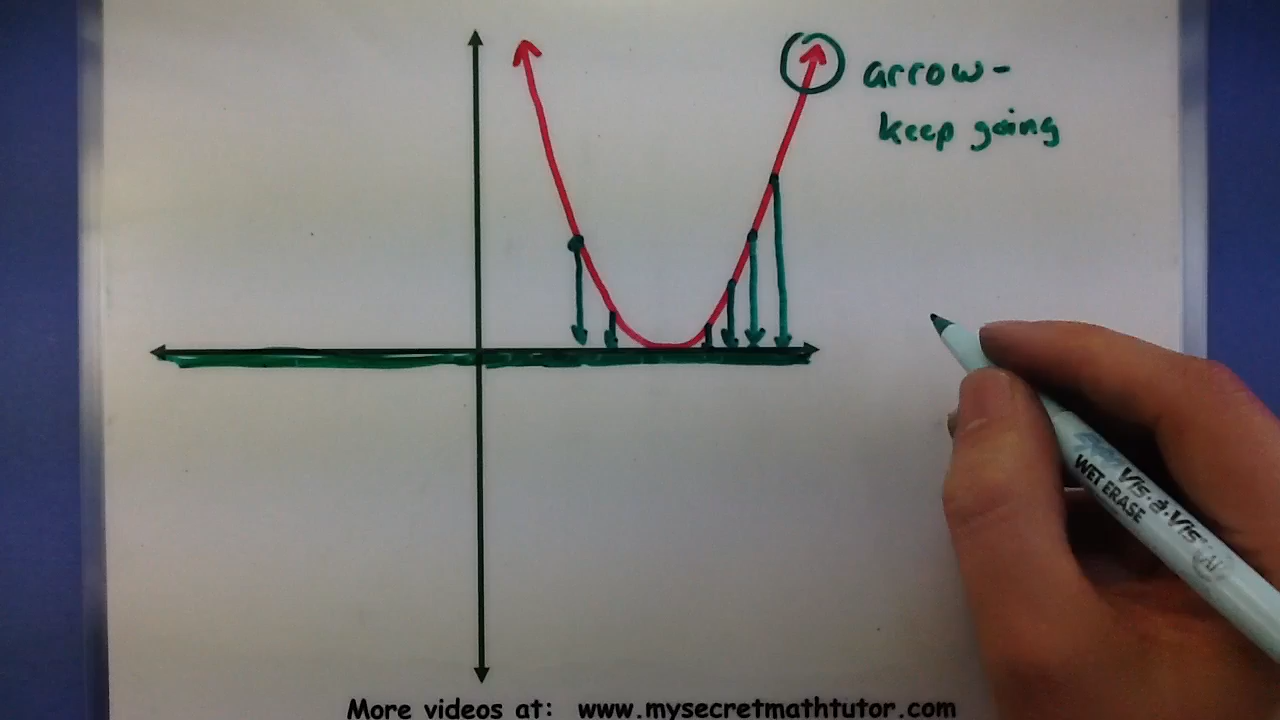 arrow-
keep going
Vis.à.Vis
WET ERASE
More videos at: www.mysecretmathtutor.com